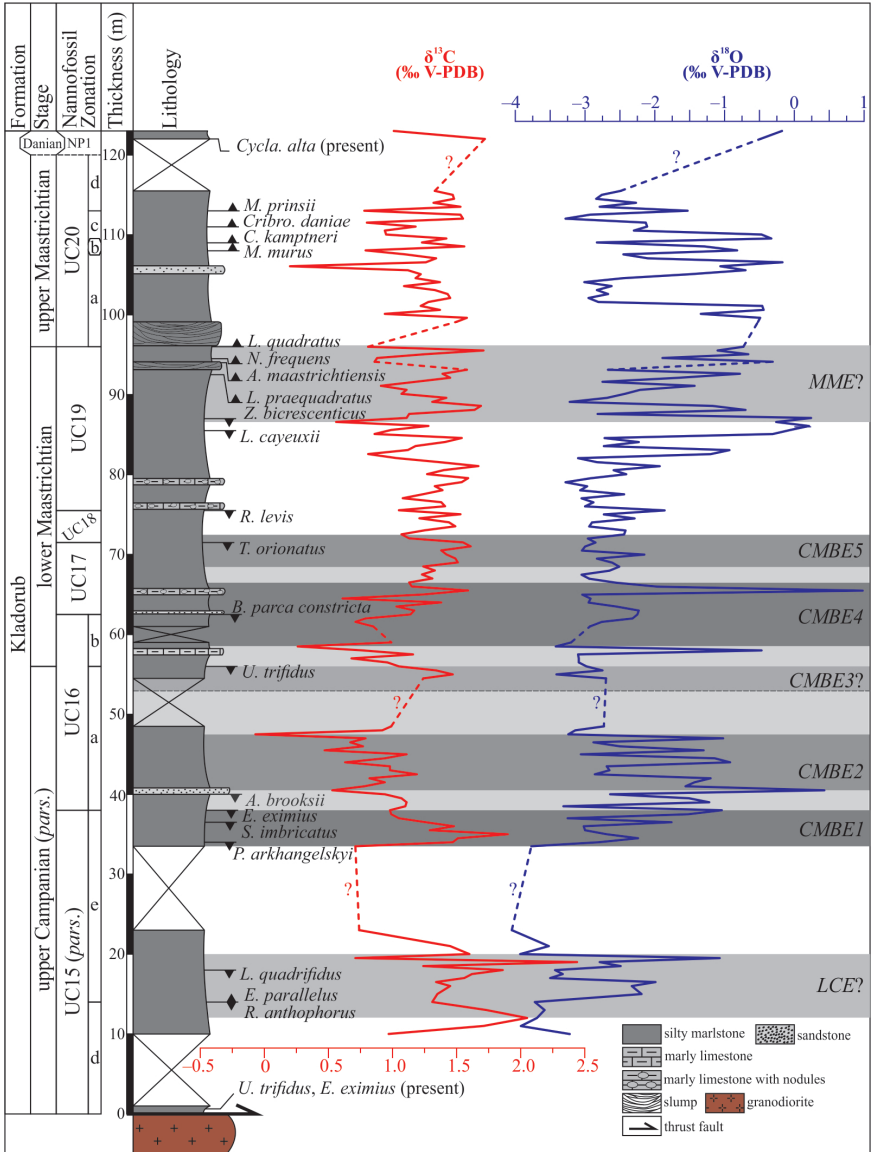 Formation
Stage
Nannofossil
Zonation
Thickness (m)
Lithology
δ¹³C
(‰ V-PDB)
δ¹⁸O
(‰ V-PDB)
−4 −3 −2 −1 0 1
Danian NP1
Kladorub
upper Maastrichtian
lower Maastrichtian
upper Campanian (pars.)
UC20
d
c
b
a
UC19
UC18
UC17
UC16
b
a
UC15 (pars.)
e
d
120
110
100
90
80
70
60
50
40
30
20
10
0
Cycla. alta (present)
M. prinsii
Cribro. daniae
C. kamptneri
M. murus
L. quadratus
N. frequens
A. maastrichtiensis
L. praequadratus
Z. bicrescenticus
L. cayeuxii
R. levis
T. orionatus
B. parca constricta
U. trifidus
A. brooksii
E. eximius
S. imbricatus
P. arkhangelskyi
L. quadrifidus
E. parallelus
R. anthophorus
U. trifidus, E. eximius (present)
? ?
? ?
? ?
MME?
CMBE5
CMBE4
CMBE3?
CMBE2
CMBE1
LCE?
−0.5 0 0.5 1.0 1.5 2.0 2.5
silty marlstone sandstone
marly limestone
marly limestone with nodules
slump granodiorite
thrust fault